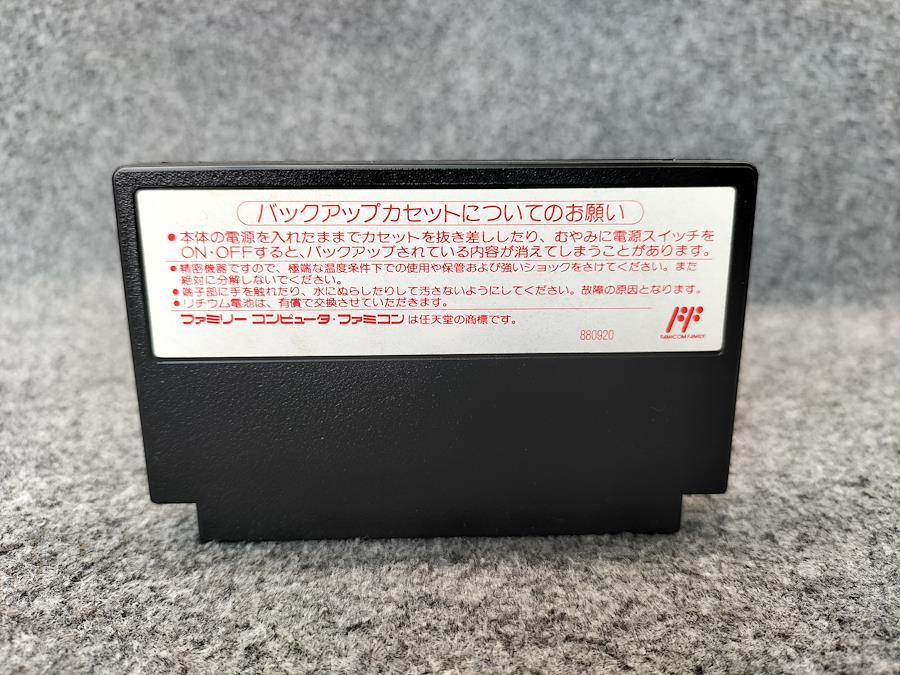 バックアップカセットについてのお願い
●本体の電源を入れたままでカセットを抜き差ししたり、むやみに電源スイッチを
ON・OFFすると、バックアップされている内容が消えてしまうことがあります。
●精密機器ですので、極端な温度条件下での使用や保管および強いショックをさけてください。また
絶対に分解しないでください。
●端子部に手を触れたり、水にぬらしたりして汚さないようにしてください。故障の原因となります。
●リチウム電池は、有償で交換させていただきます。
ファミリー コンピュータ・ファミコンは任天堂の商標です。
880920
FAMICOM FAMILY